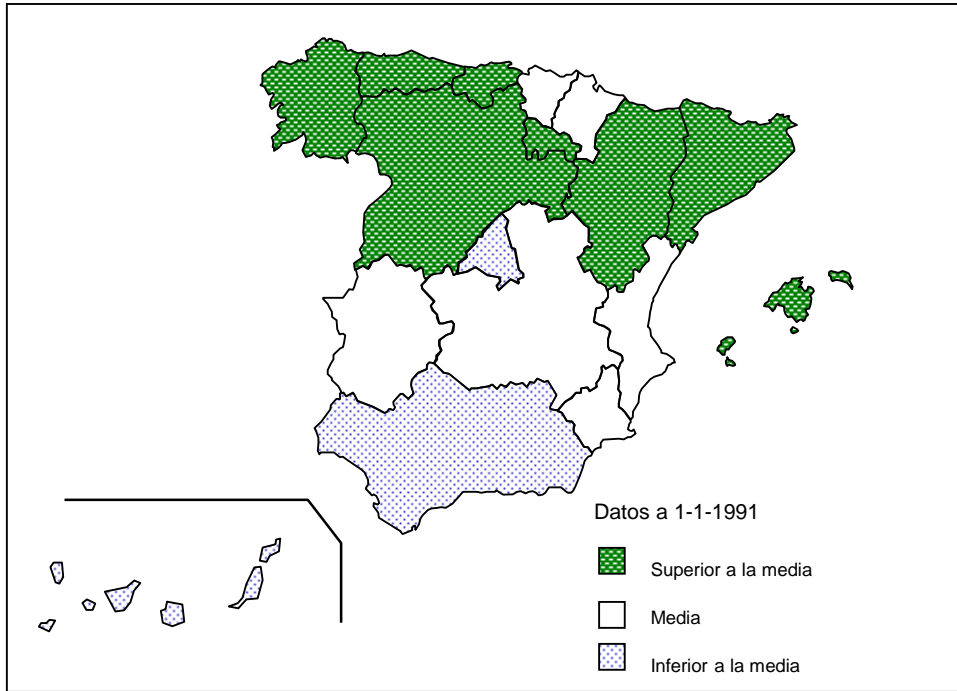 Datos a 1-1-1991
Superior a la media
Media
Inferior a la media